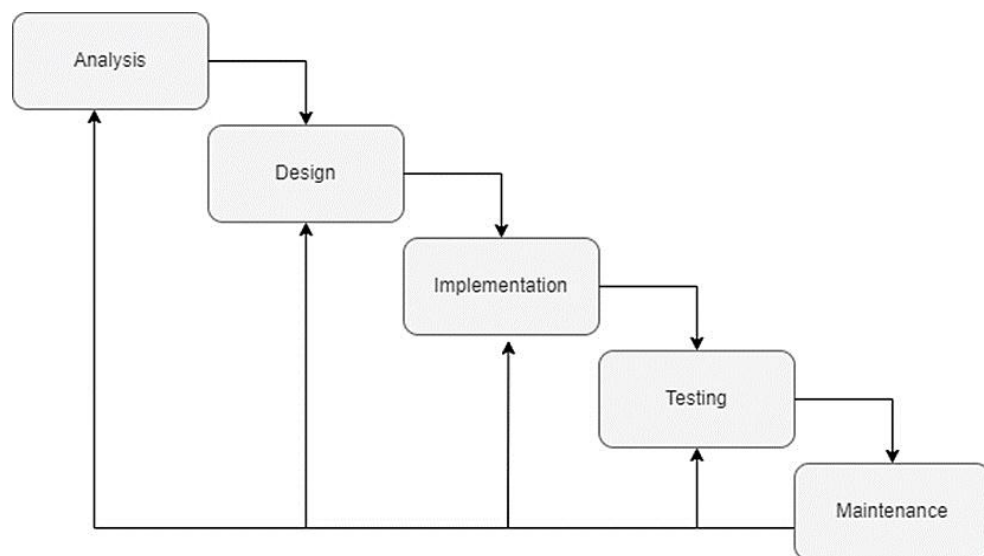 Analysis
Design
Implementation
Testing
Maintenance